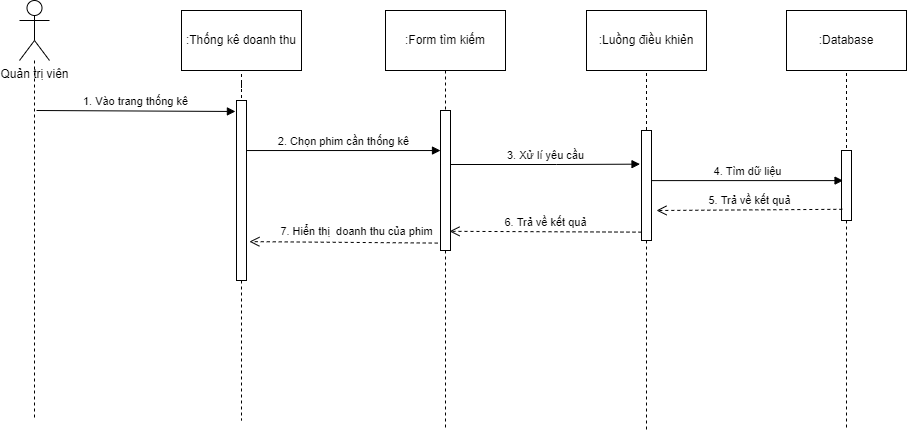 :Thống kê doanh thu
:Form tìm kiếm
:Luồng điều khiên
:Database
Quản trị viên
1. Vào trang thống kê
2. Chọn phim cần thống kê
3. Xử lí yêu cầu
4. Tìm dữ liệu
5. Trả về kết quả
6. Trả về kết quả
7. Hiển thị doanh thu của phim